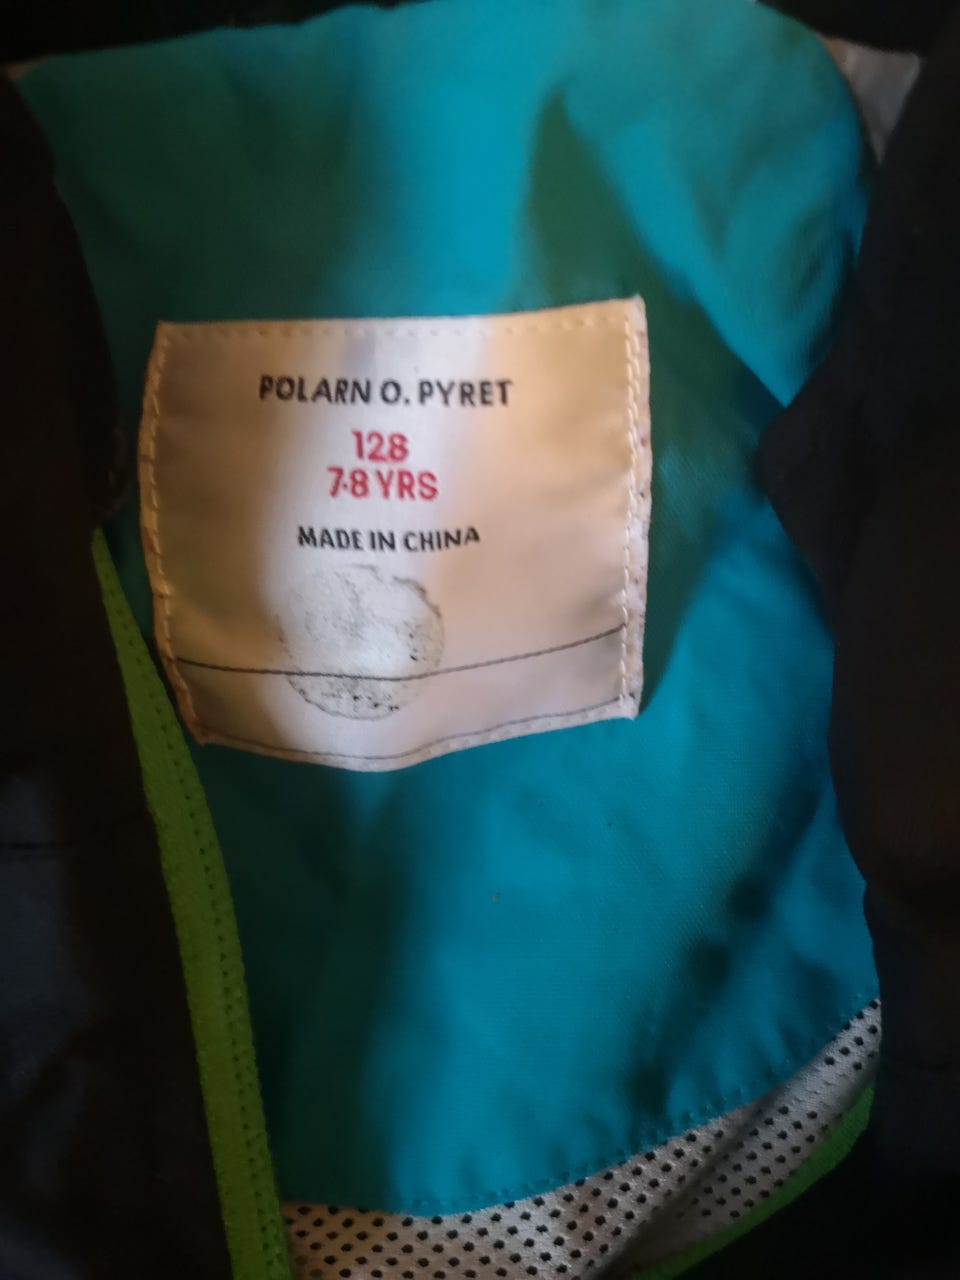 POLARN O. PYRET
128
7-8 YRS
MADE IN CHINA